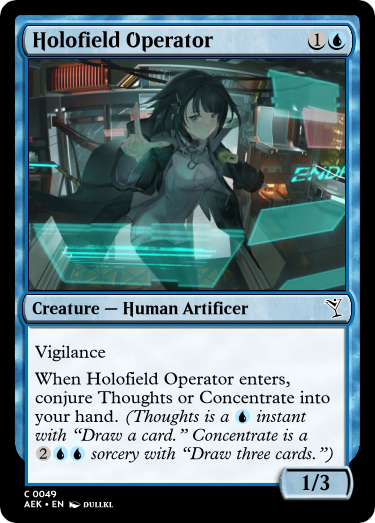 Holofield Operator 1
Creature — Human Artificer
Vigilance
When Holofield Operator enters,
conjure Thoughts or Concentrate into
your hand. (Thoughts is a instant
with “Draw a card.” Concentrate is a
2 sorcery with “Draw three cards.”)
1/3
C 0049
AEK • EN DULLKL